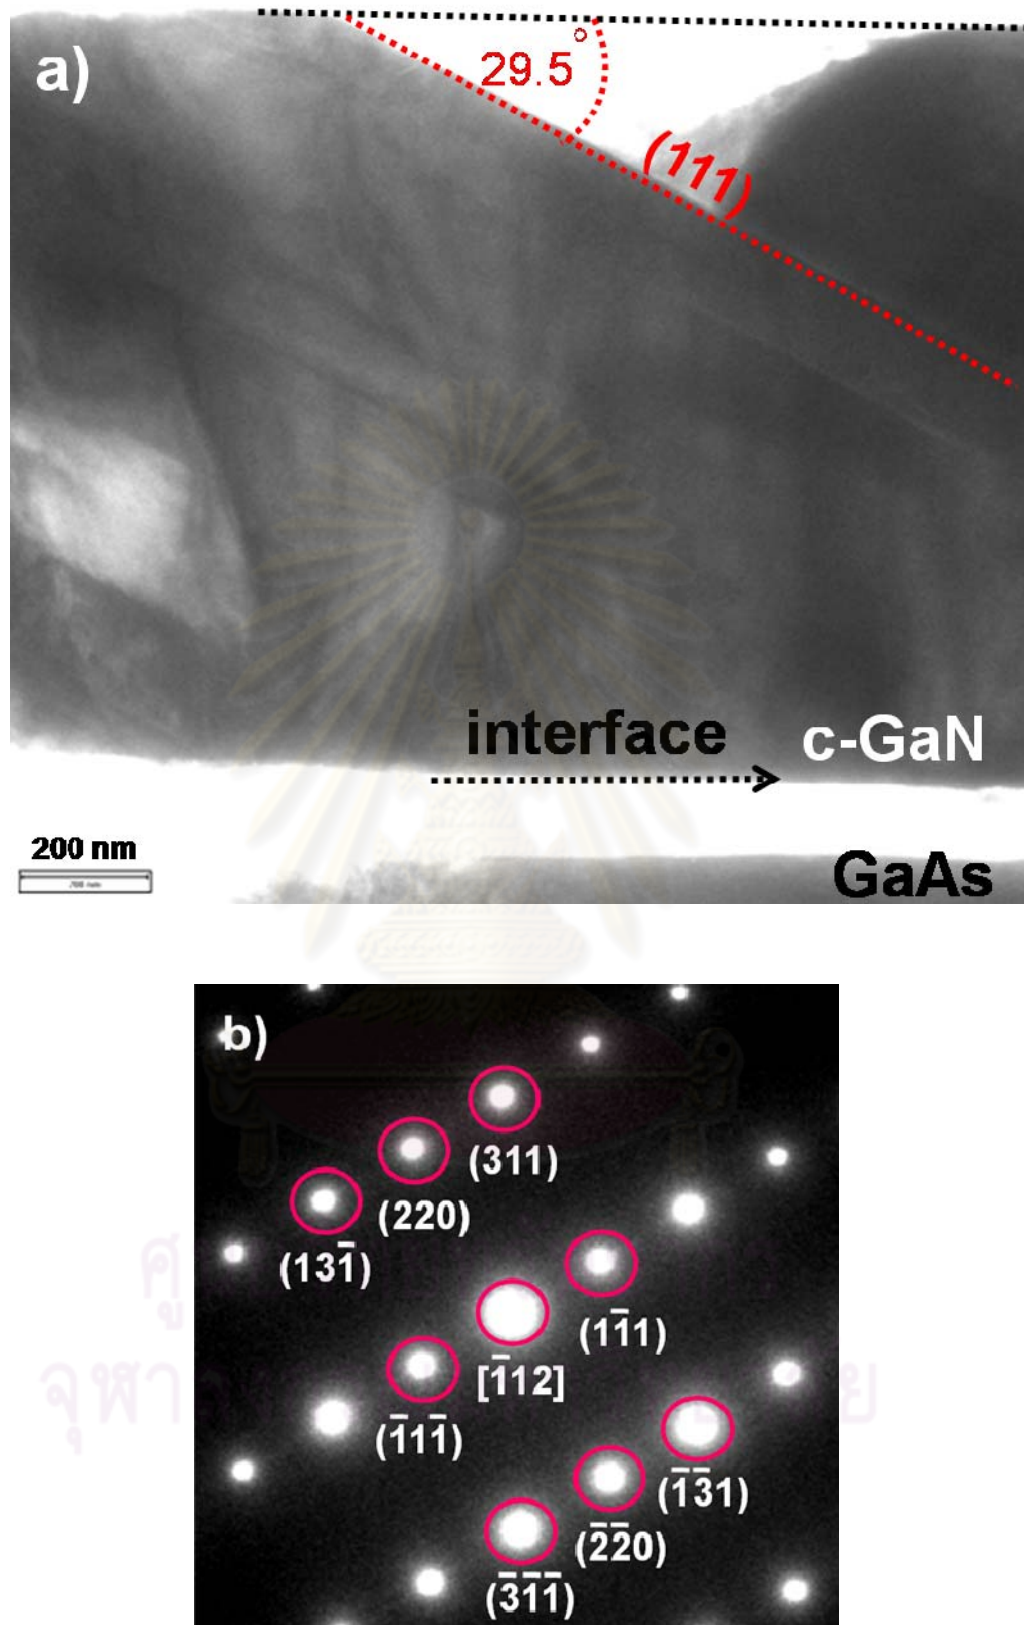 a)
29.5°
(111)
interface
c-GaN
200 nm
GaAs
b)
(311)
(220)
(131̅)
(11̅1)
[1̅12]
(1̅11̅)
(1̅3̅1)
(2̅2̅0)
(3̅1̅1̅)